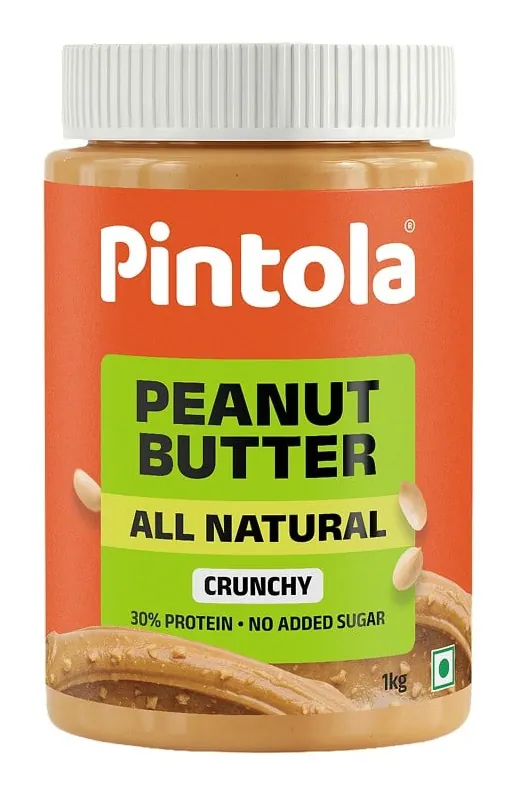 Pintola®
PEANUT
BUTTER
ALL NATURAL
CRUNCHY
30% PROTEIN • NO ADDED SUGAR
1kg